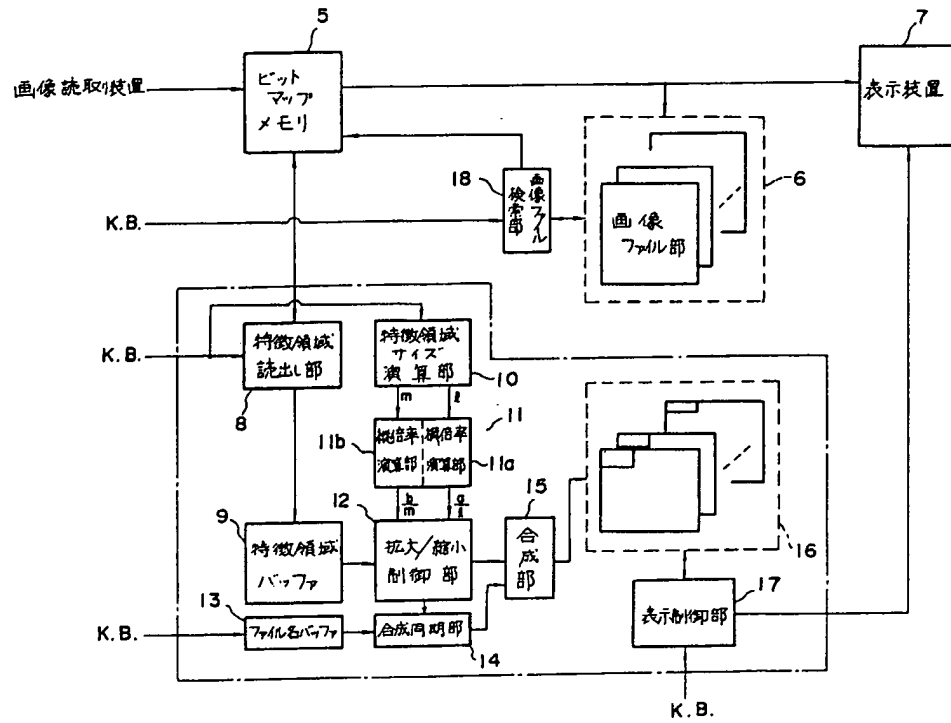 5
7
画像読取り装置
ビット
マップ
メモリ
表示装置
18
画像ファイル
検索部
6
K.B.
画像
ファイル部
K.B.
特徴領域
読出し部
8
特徴領域
サイズ
演算部
10
m
l
11
11b
縦倍率
演算部
横倍率
演算部
11a
b/m
a/l
12
15
9
特徴領域
バッファ
拡大/縮小
制御部
合成部
16
17
13
K.B.
ファイル名バッファ
合成同期部
14
表示制御部
K.B.